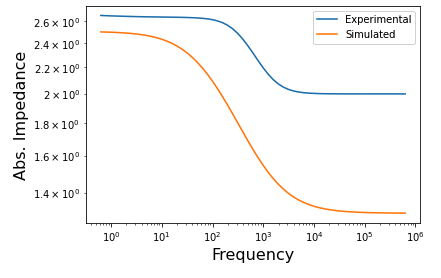 Experimental
Simulated
2.6 × 10⁰
2.4 × 10⁰
2.2 × 10⁰
2 × 10⁰
1.8 × 10⁰
1.6 × 10⁰
1.4 × 10⁰
Abs. Impedance
10⁰ 10¹ 10² 10³ 10⁴ 10⁵ 10⁶
Frequency